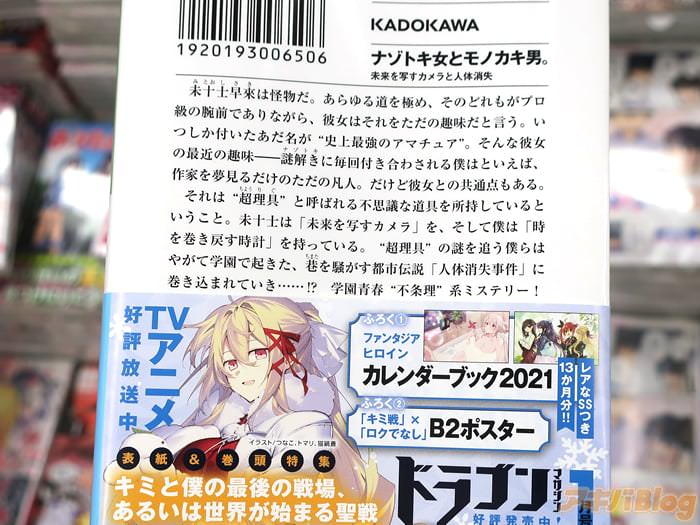 1920193006506
KADOKAWA
ナゾトキ女とモノカキ男。
未来を写すカメラと人体消失
未十士早來は怪物だ。あらゆる道を極め、そのどれもがプロ
級の腕前でありながら、彼女はそれをただの趣味だと言う。い
つしか付いたあだ名が“史上最強のアマチュア”。そんな彼女
の最近の趣味――謎解きに毎回付き合わされる僕はといえば、
作家を夢見るだけのただの凡人。だけど彼女との共通点もある。
それは“超理具”と呼ばれる不思議な道具を所持していると
いうこと。未十士は「未来を写すカメラ」を、そして僕は「時
を巻き戻す時計」を持っている。“超理具”の謎を追う僕らは
やがて学園で起きた、巷を騒がす都市伝説「人体消失事件」に
巻き込まれていき……!? 学園青春“不条理”系ミステリー!
TVアニメ
好評放送中
イラスト/つなこ、トマリ、猫鍋蒼
表紙&巻頭特集
キミと僕の最後の戦場、
あるいは世界が始まる聖戦
ふろく①
ファンタジア
ヒロイン
カレンダーブック2021
レアなSSつき
13か月分!!
ふろく②
「キミ戦」×
「ロクでなし」
B2ポスター
ドラゴン
マガジン
1月号
好評発売中!
アキバBlog